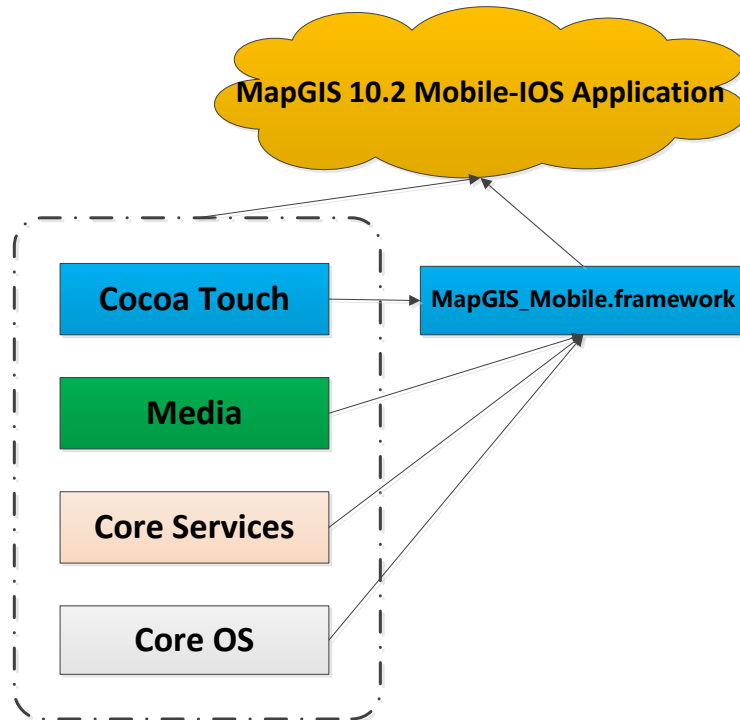 MapGIS 10.2 Mobile-IOS Application
Cocoa Touch
MapGIS_Mobile.framework
Media
Core Services
Core OS